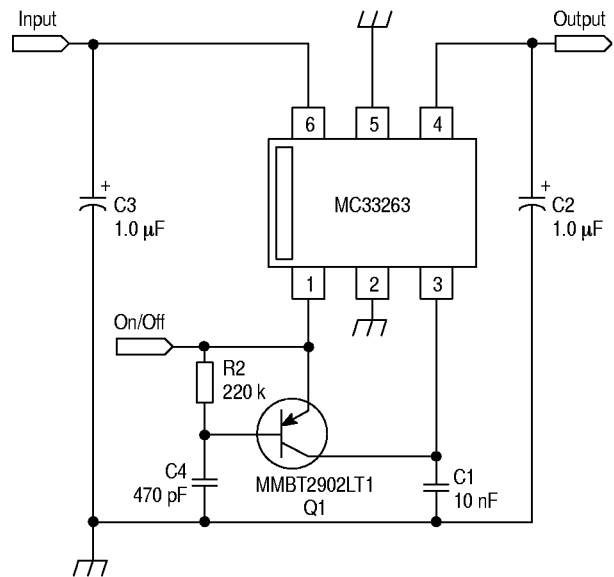 Input
Output
6
5
4
C3
1.0 µF
MC33263
C2
1.0 µF
1
2
3
On/Off
R2
220 k
C4
470 pF
MMBT2902LT1
Q1
C1
10 nF
+
+